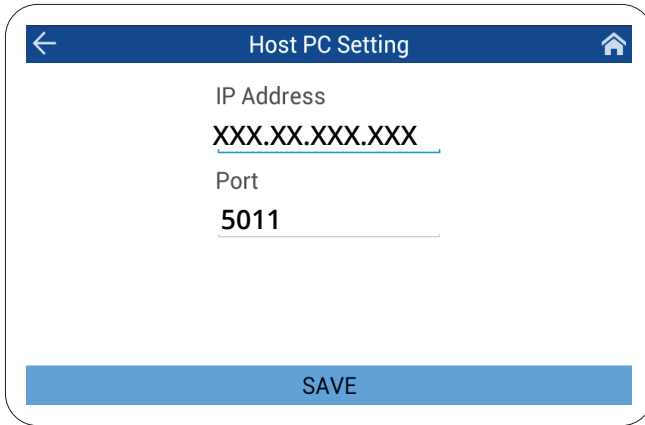 Host PC Setting
IP Address
XXX.XX.XXX.XXX
Port
5011
SAVE